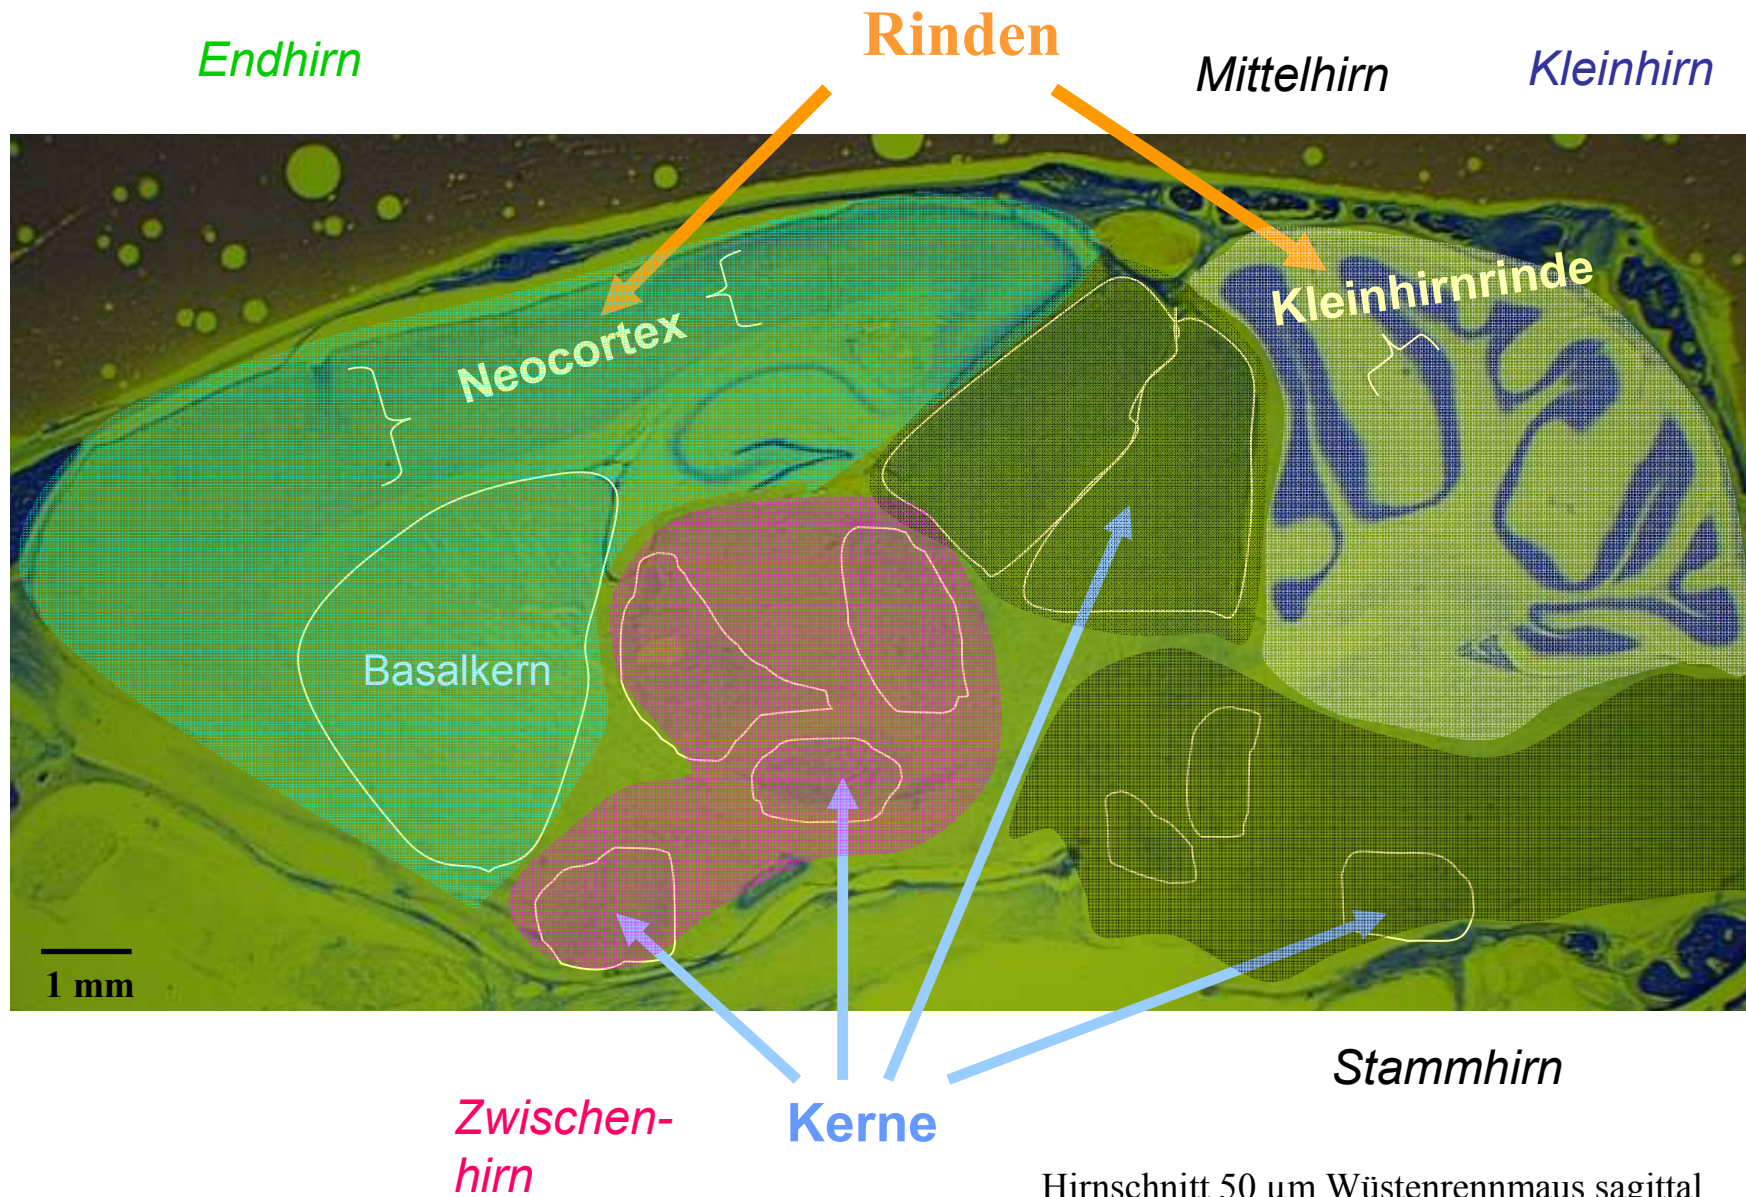 Rinden
Endhirn
Mittelhirn
Kleinhirn
Kleinhirnrinde
Neocortex
Basalkern
1 mm
Stammhirn
Zwischen-
hirn
Kerne
Hirnschnitt 50 µm Wüstenrennmaus sagittal